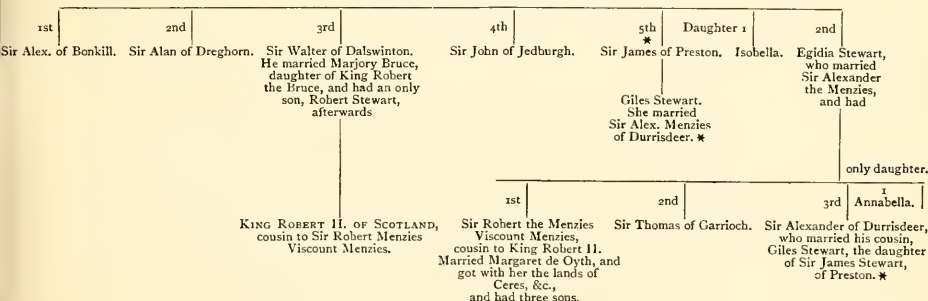 1st
Sir Alex. of Bonkill.
2nd
Sir Alan of Dreghorn.
3rd
Sir Walter of Dalswinton.
He married Marjory Bruce,
daughter of King Robert
the Bruce, and had an only
son, Robert Stewart,
afterwards
KING ROBERT II. OF SCOTLAND,
cousin to Sir Robert Menzies
Viscount Menzies.
4th
Sir John of Jedburgh.
5th
*
Sir James of Preston.
Giles Stewart.
She married
Sir Alex. Menzies
of Durrisdeer. *
Daughter 1
Isobella.
2nd
Egidia Stewart,
who married
Sir Alexander
the Menzies,
and had
only daughter.
1st
Sir Robert the Menzies
Viscount Menzies,
cousin to King Robert II.
Married Margaret de Oyth, and
got with her the lands of
Ceres, &c.,
and had three sons.
2nd
Sir Thomas of Garrioch.
3rd
Sir Alexander of Durrisdeer,
who married his cousin,
Giles Stewart, the daughter
of Sir James Stewart,
of Preston. *
1
Annabella.